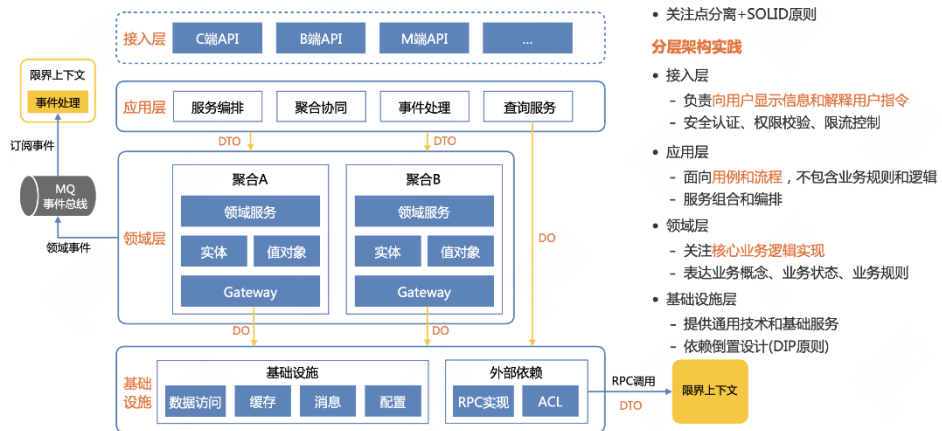 接入层
C端API
B端API
M端API
...
限界上下文
事件处理
订阅事件
MQ
事件总线
领域事件
应用层
服务编排
聚合协同
事件处理
查询服务
DTO
DTO
领域层
聚合A
领域服务
实体
值对象
Gateway
聚合B
领域服务
实体
值对象
Gateway
DO
DO
DO
基础
设施
基础设施
数据访问
缓存
消息
配置
外部依赖
RPC实现
ACL
RPC调用
DTO
限界上下文
• 关注点分离+SOLID原则
分层架构实践
• 接入层
- 负责向用户显示信息和解释用户指令
- 安全认证、权限校验、限流控制
• 应用层
- 面向用例和流程，不包含业务规则和逻辑
- 服务组合和编排
• 领域层
- 关注核心业务逻辑实现
- 表达业务概念、业务状态、业务规则
• 基础设施层
- 提供通用技术和基础服务
- 依赖倒置设计(DIP原则)